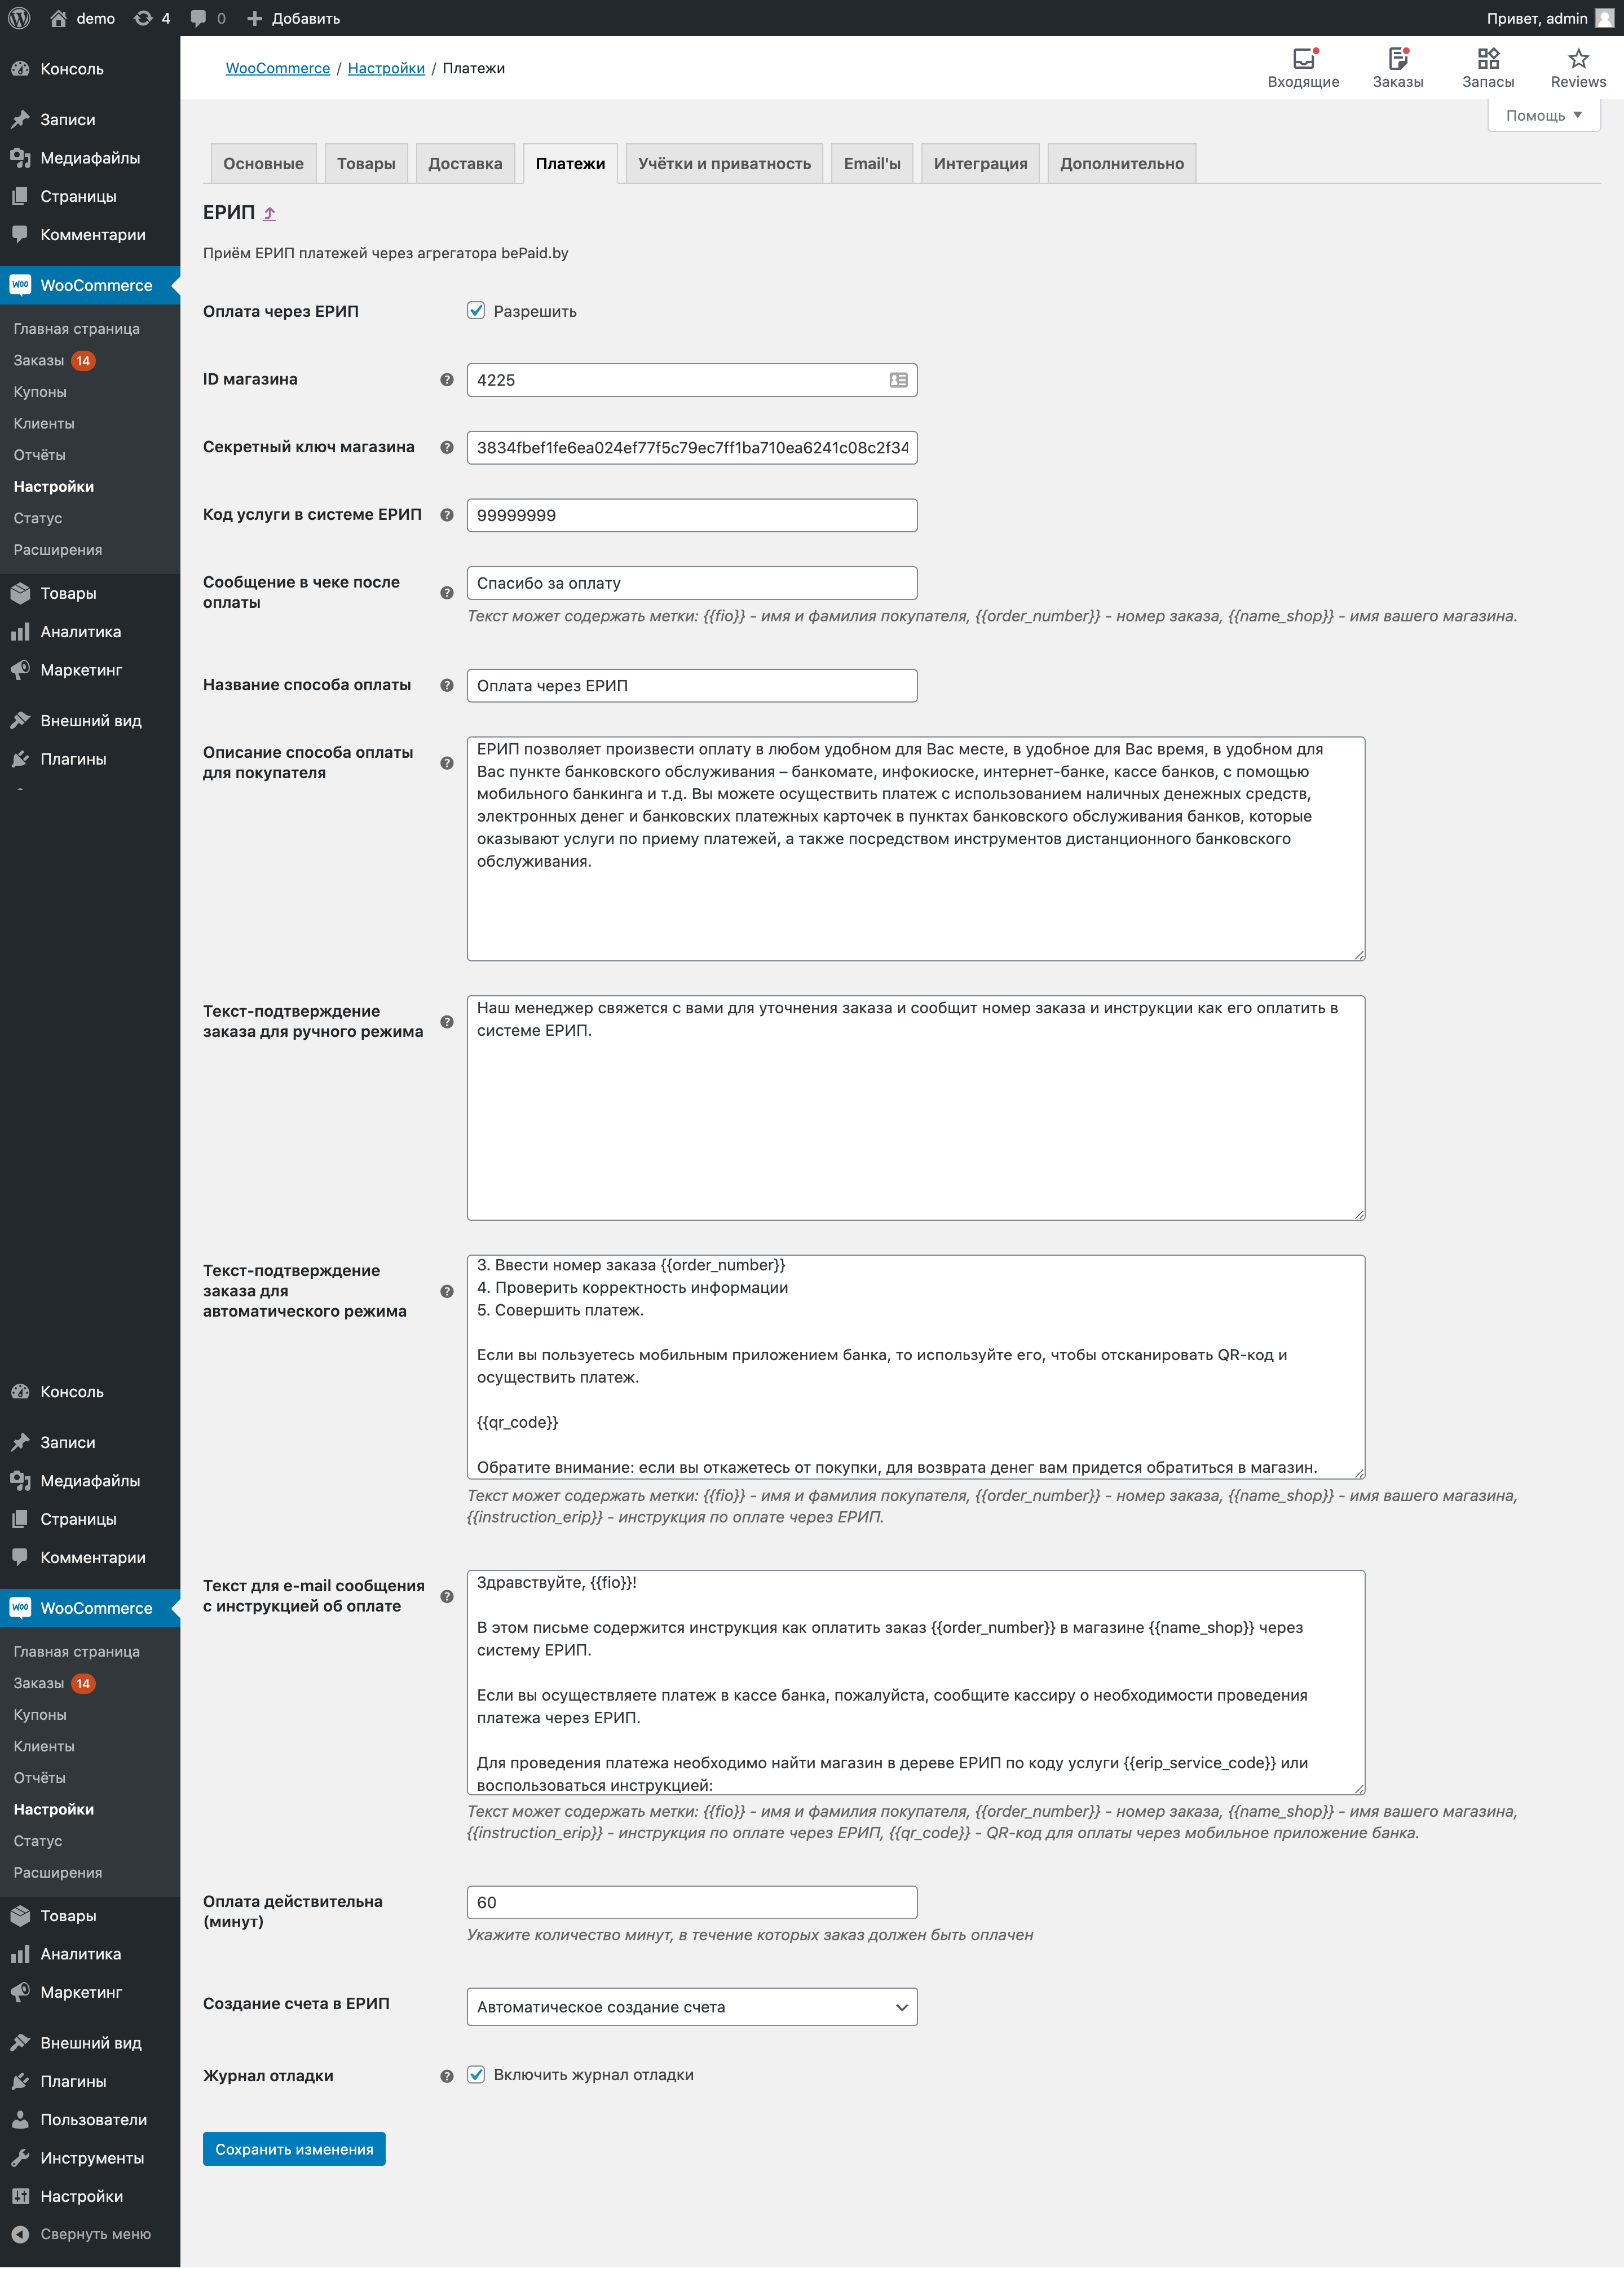 demo 4 0 Добавить Привет, admin
Консоль
Записи
Медиафайлы
Страницы
Комментарии
WooCommerce
Главная страница
Заказы 14
Купоны
Клиенты
Отчёты
Настройки
Статус
Расширения
Товары
Аналитика
Маркетинг
Внешний вид
Плагины
WooCommerce / Настройки / Платежи
Входящие Заказы Запасы Reviews
Помощь
Основные Товары Доставка Платежи Учётки и приватность Email'ы Интеграция Дополнительно
ЕРИП
Приём ЕРИП платежей через агрегатора bePaid.by
Оплата через ЕРИП Разрешить
ID магазина 4225
Секретный ключ магазина 3834fbef1fe6ea024ef77f5c79ec7ff1ba710ea6241c08c2f34
Код услуги в системе ЕРИП 99999999
Сообщение в чеке после
оплаты
Спасибо за оплату
Текст может содержать метки: {{fio}} - имя и фамилия покупателя, {{order_number}} - номер заказа, {{name_shop}} - имя вашего магазина.
Название способа оплаты Оплата через ЕРИП
Описание способа оплаты
для покупателя
ЕРИП позволяет произвести оплату в любом удобном для Вас месте, в удобное для Вас время, в удобном для
Вас пункте банковского обслуживания – банкомате, инфокиоске, интернет-банке, кассе банков, с помощью
мобильного банкинга и т.д. Вы можете осуществить платеж с использованием наличных денежных средств,
электронных денег и банковских платежных карточек в пунктах банковского обслуживания банков, которые
оказывают услуги по приему платежей, а также посредством инструментов дистанционного банковского
обслуживания.
Текст-подтверждение
заказа для ручного режима
Наш менеджер свяжется с вами для уточнения заказа и сообщит номер заказа и инструкции как его оплатить в
системе ЕРИП.
Текст-подтверждение
заказа для
автоматического режима
3. Ввести номер заказа {{order_number}}
4. Проверить корректность информации
5. Совершить платеж.
Если вы пользуетесь мобильным приложением банка, то используйте его, чтобы отсканировать QR-код и
осуществить платеж.
{{qr_code}}
Обратите внимание: если вы откажетесь от покупки, для возврата денег вам придется обратиться в магазин.
Текст может содержать метки: {{fio}} - имя и фамилия покупателя, {{order_number}} - номер заказа, {{name_shop}} - имя вашего магазина,
{{instruction_erip}} - инструкция по оплате через ЕРИП.
Текст для e-mail сообщения
с инструкцией об оплате
Здравствуйте, {{fio}}!
В этом письме содержится инструкция как оплатить заказ {{order_number}} в магазине {{name_shop}} через
систему ЕРИП.
Если вы осуществляете платеж в кассе банка, пожалуйста, сообщите кассиру о необходимости проведения
платежа через ЕРИП.
Для проведения платежа необходимо найти магазин в дереве ЕРИП по коду услуги {{erip_service_code}} или
воспользоваться инструкцией:
Текст может содержать метки: {{fio}} - имя и фамилия покупателя, {{order_number}} - номер заказа, {{name_shop}} - имя вашего магазина,
{{instruction_erip}} - инструкция по оплате через ЕРИП, {{qr_code}} - QR-код для оплаты через мобильное приложение банка.
Оплата действительна
(минут)
60
Укажите количество минут, в течение которых заказ должен быть оплачен
Создание счета в ЕРИП Автоматическое создание счета
Журнал отладки Включить журнал отладки
Сохранить изменения
Консоль
Записи
Медиафайлы
Страницы
Комментарии
WooCommerce
Главная страница
Заказы 14
Купоны
Клиенты
Отчёты
Настройки
Статус
Расширения
Товары
Аналитика
Маркетинг
Внешний вид
Плагины
Пользователи
Инструменты
Настройки
Свернуть меню